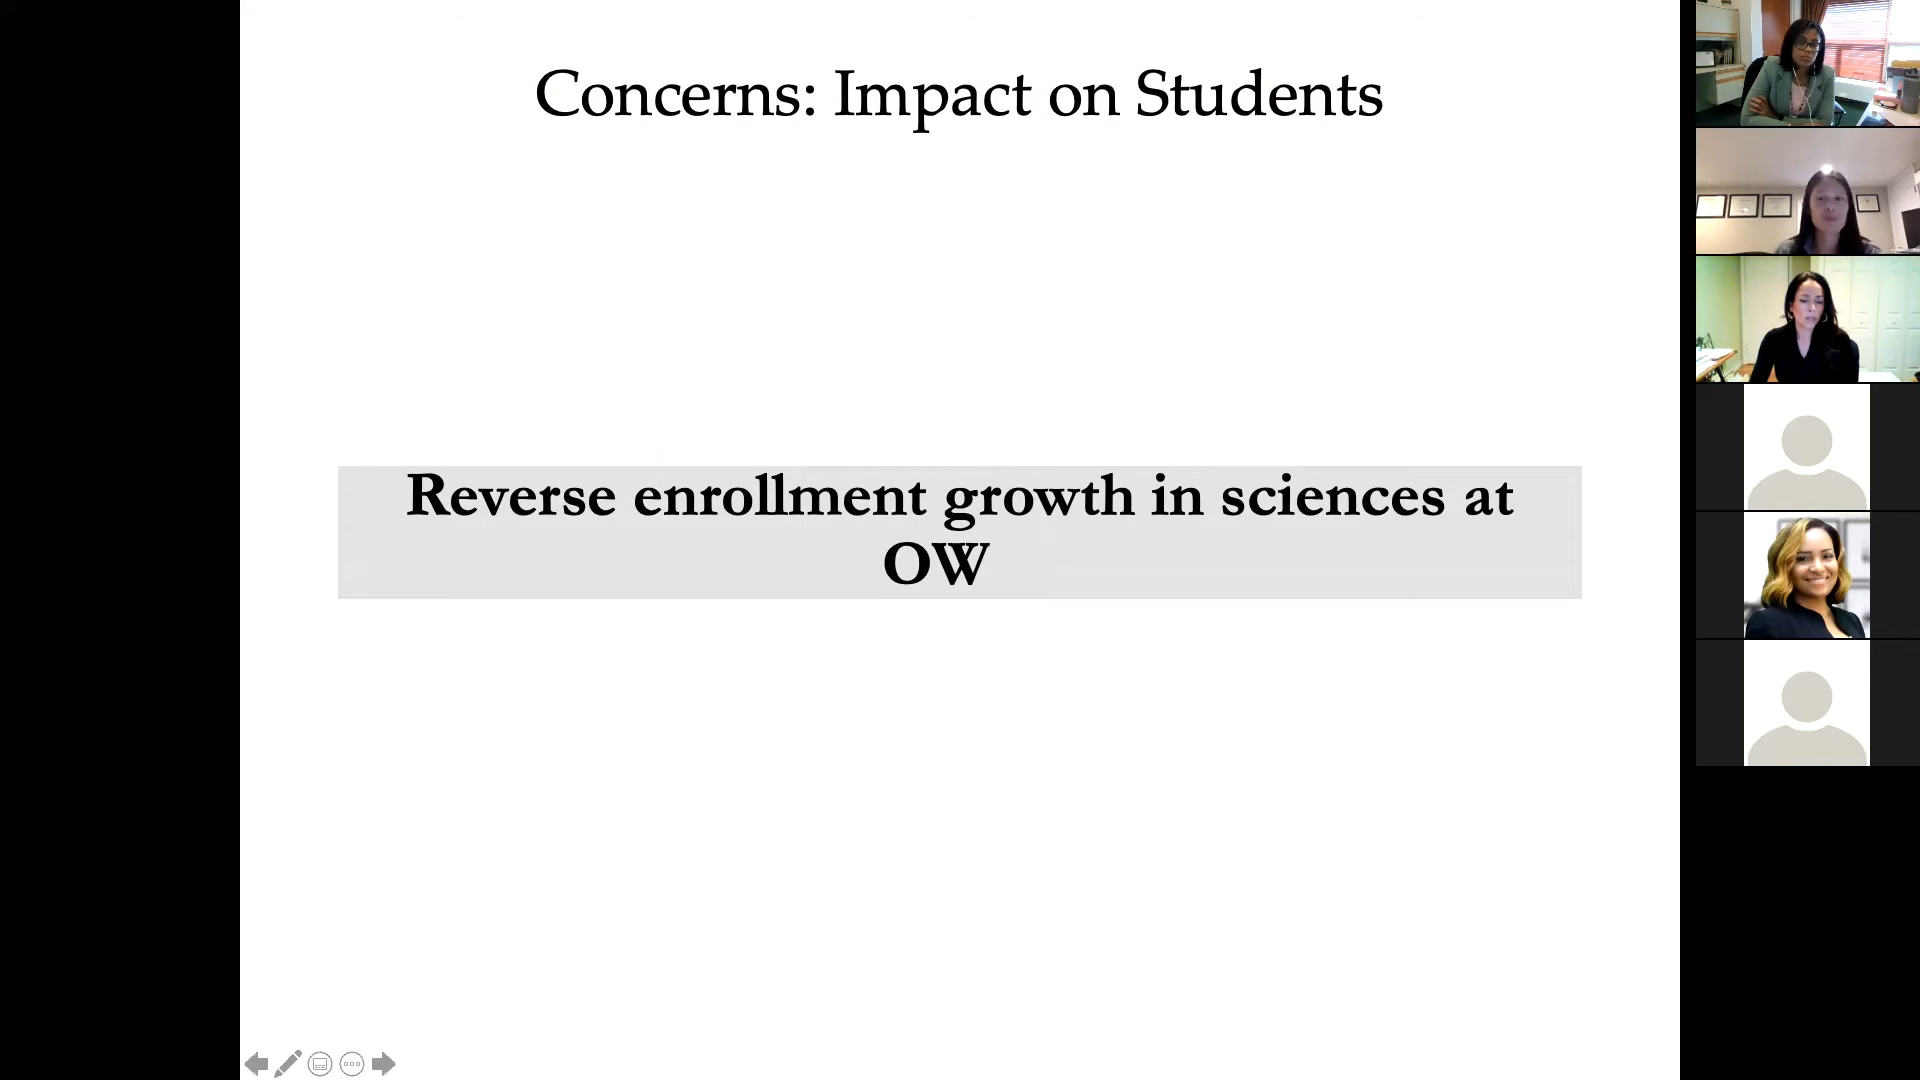 Concerns: Impact on Students
Reverse enrollment growth in sciences at
OW